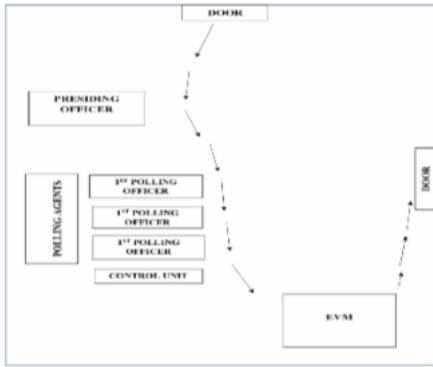 DOOR
PRESIDING
OFFICER
DOOR
POLLING AGENTS
1ST POLLING
OFFICER
1ST POLLING
OFFICER
1ST POLLING
OFFICER
CONTROL UNIT
EVM